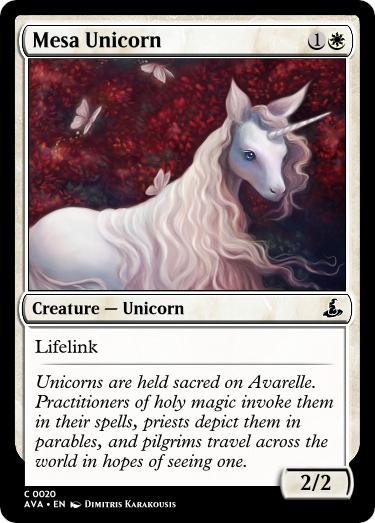 Mesa Unicorn 1
Creature — Unicorn
Lifelink
Unicorns are held sacred on Avarelle.
Practitioners of holy magic invoke them
in their spells, priests depict them in
parables, and pilgrims travel across the
world in hopes of seeing one.
2/2
C 0020
AVA • EN Dimitris Karakousis